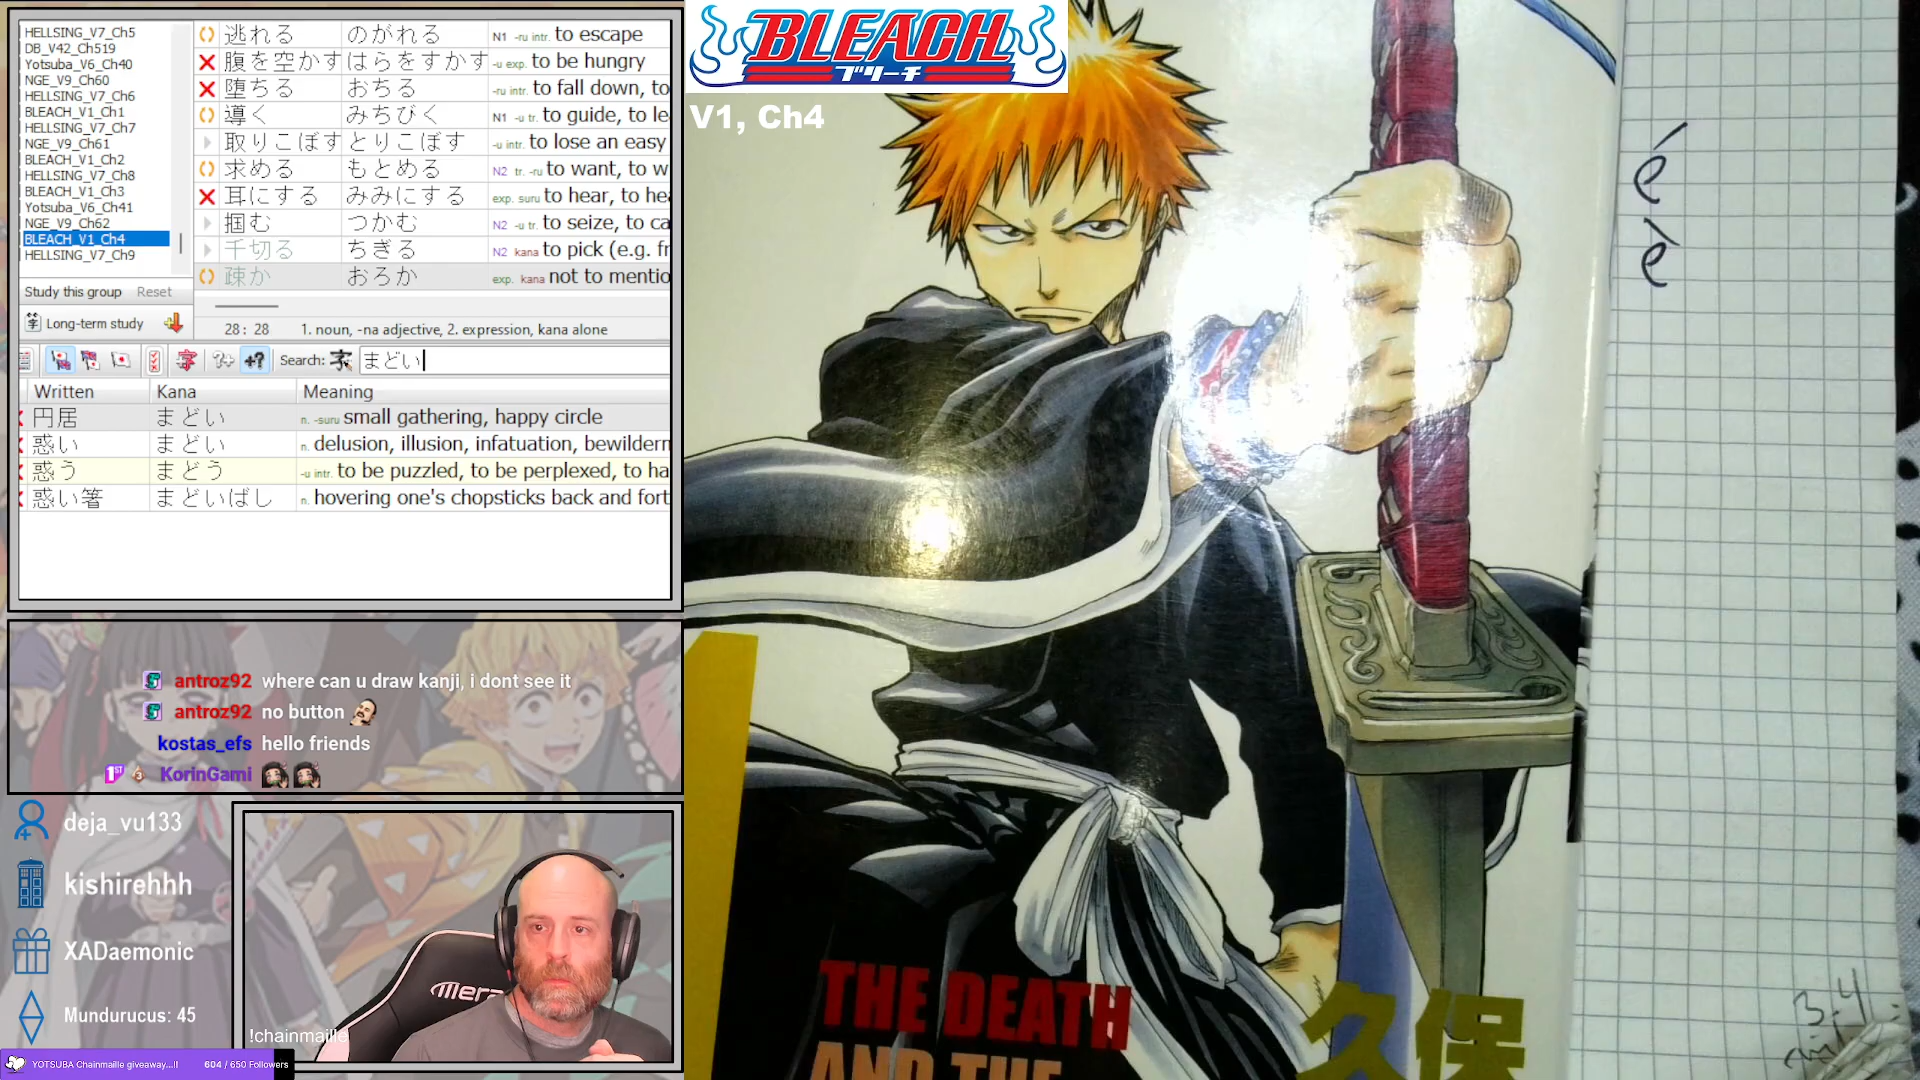 HELLSING_V7_Ch5
DB_V42_Ch519
Yotsuba_V6_Ch40
NGE_V9_Ch60
HELLSING_V7_Ch6
BLEACH_V1_Ch1
HELLSING_V7_Ch7
NGE_V9_Ch61
BLEACH_V1_Ch2
HELLSING_V7_Ch8
BLEACH_V1_Ch3
Yotsuba_V6_Ch41
NGE_V9_Ch62
BLEACH_V1_Ch4
HELLSING_V7_Ch9
Study this group Reset
Long-term study
逃れる のがれる N1 -ru intr. to escape
腹を空かす はらをすかす -u exp. to be hungry
堕ちる おちる -ru intr. to fall down, to
導く みちびく N1 -u tr. to guide, to le
取りこぼす とりこぼす -u intr. to lose an easy
求める もとめる N2 tr. -ru to want, to w
耳にする みみにする exp. suru to hear, to hea
掴む つかむ N2 -u tr. to seize, to ca
千切る ちぎる N2 kana to pick (e.g. fr
疎か おろか exp. kana not to mentio
28: 28 1. noun, -na adjective, 2. expression, kana alone
Search: まどい
Written Kana Meaning
円居 まどい n. -suru small gathering, happy circle
惑い まどい n. delusion, illusion, infatuation, bewilderm
惑う まどう -u intr. to be puzzled, to be perplexed, to ha
惑い箸 まどいばし n. hovering one's chopsticks back and fort
antroz92 where can u draw kanji, i dont see it
antroz92 no button
kostas_efs hello friends
1ST 3 KorinGami
deja_vu133
kishirehhh
XADaemonic
Mundurucus: 45
!chainmaille
YOTSUBA Chainmaille giveaway...!! 604 / 650 Followers
BLEACH
ブリーチ
V1, Ch4
THE DEATH
AND THE
久保
é
è
3.4